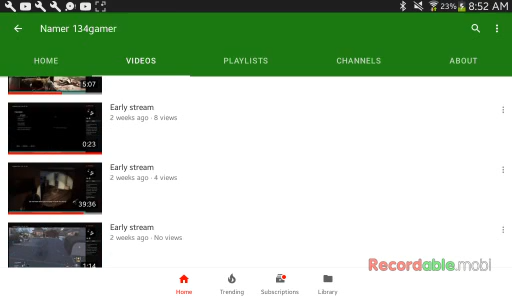 23% 8:52 AM
Namer 134gamer
HOME VIDEOS PLAYLISTS CHANNELS ABOUT
5:07
Early stream
2 weeks ago · 8 views
0:23
Early stream
2 weeks ago · 4 views
39:36
Early stream
2 weeks ago · No views
1:14
Recordable.mobi
Home Trending Subscriptions Library